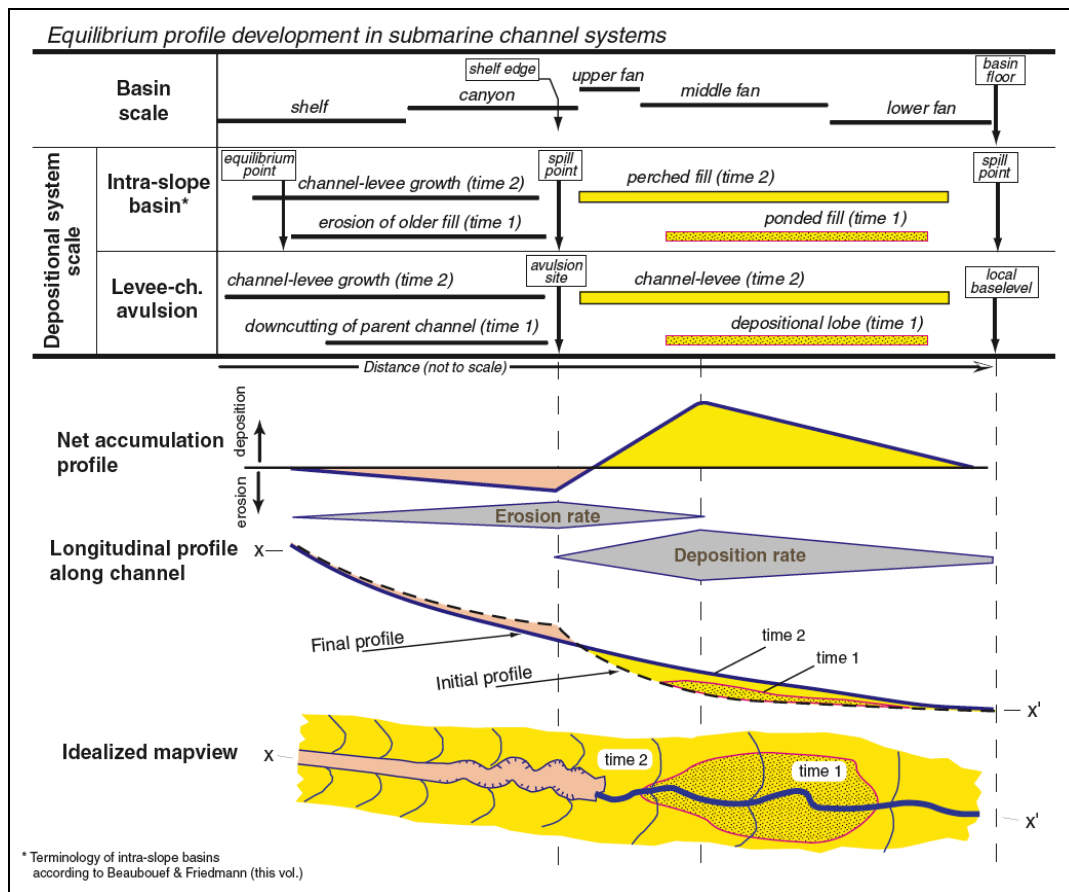 Equilibrium profile development in submarine channel systems
Basin
scale
shelf
canyon
shelf edge
upper fan
middle fan
lower fan
basin
floor
Depositional system
scale
Intra-slope
basin*
equilibrium
point
channel-levee growth (time 2)
erosion of older fill (time 1)
spill
point
perched fill (time 2)
ponded fill (time 1)
spill
point
Levee-ch.
avulsion
channel-levee growth (time 2)
downcutting of parent channel (time 1)
avulsion
site
channel-levee (time 2)
depositional lobe (time 1)
local
baselevel
Distance (not to scale)
Net accumulation
profile
deposition
erosion
Erosion rate
Deposition rate
Longitudinal profile
along channel
x
Final profile
Initial profile
time 2
time 1
x'
Idealized mapview
x
time 2
time 1
x'
* Terminology of intra-slope basins
according to Beaubouef & Friedmann (this vol.)